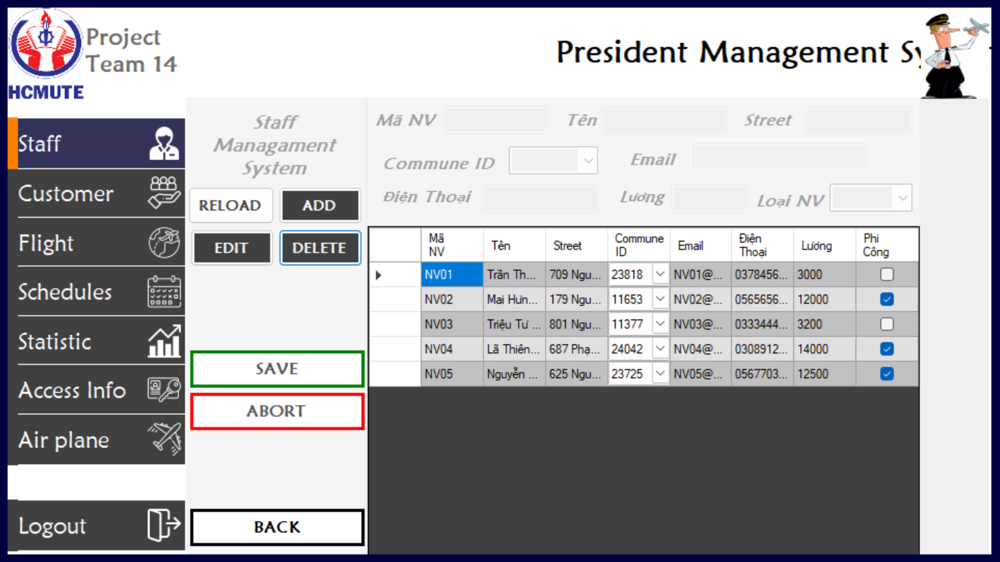 Project
Team 14
HCMUTE
President Management Sy
Staff
Customer
Flight
Schedules
Statistic
Access Info
Air plane
Logout
Staff
Managament
System
RELOAD
ADD
EDIT
DELETE
SAVE
ABORT
BACK
Mã NV
Tên
Street
Commune ID
Email
Điện Thoại
Lương
Loại NV
Mã NV Tên Street Commune ID Email Điện Thoại Lương Phi Công
NV01 Trần Th... 709 Ngu... 23818 NV01@... 0378456... 3000
NV02 Mai Hưn... 179 Ngu... 11653 NV02@... 0565656... 12000
NV03 Triệu Tư ... 801 Ngu... 11377 NV03@... 0333444... 3200
NV04 Lã Thiên... 687 Phạ... 24042 NV04@... 0308912... 14000
NV05 Nguyễn ... 625 Ngu... 23725 NV05@... 0567703... 12500